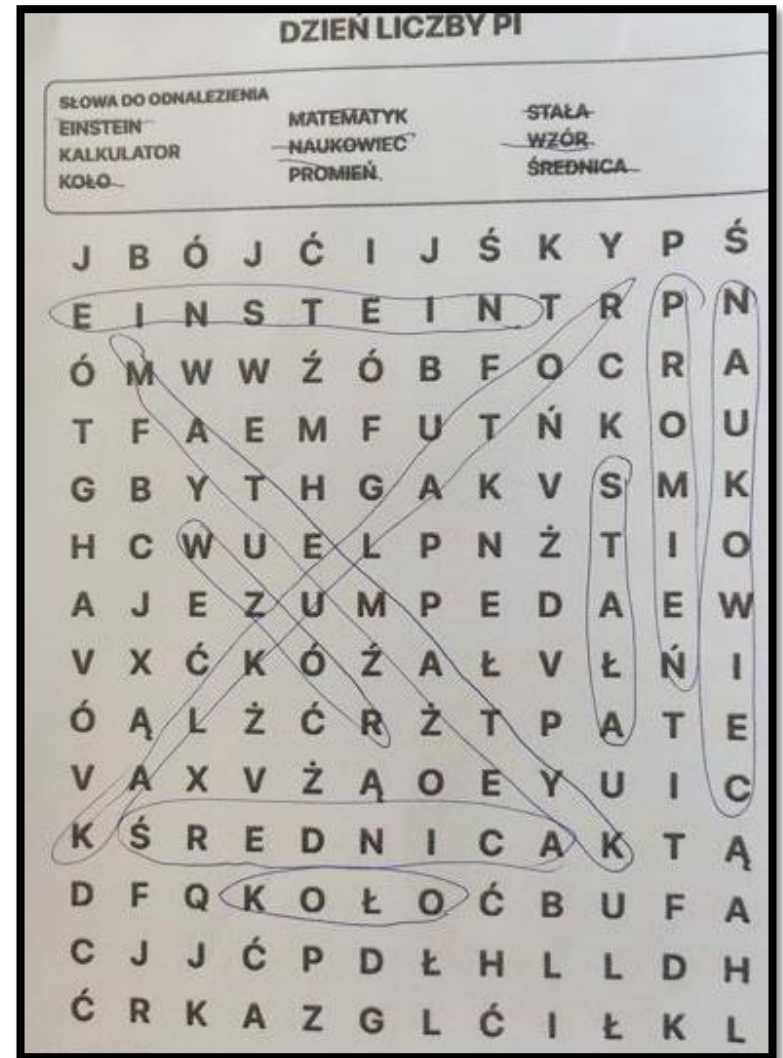 DZIEŃ LICZBY PI
SŁOWA DO ODNALEZIENIA
EINSTEIN MATEMATYK STAŁA
KALKULATOR NAUKOWIEC WZÓR
KOŁO PROMIEŃ ŚREDNICA
J B Ó J Ć I J Ś K Y P Ś
E I N S T E I N T R P N
Ó M W W Ź Ó B F O C R A
T F A E M F U T Ń K O U
G B Y T H G A K V S M K
H C W U E L P N Ż T I O
A J E Z U M P E D A E W
V X Ć K Ó Ź A Ł V Ł Ń I
Ó Ą L Ż Ć R Ż T P A T E
V A X V Ż Ą O E Y U I C
K Ś R E D N I C A K T Ą
D F Q K O Ł O Ć B U F A
C J J Ć P D Ł H L L D H
Ć R K A Z G L Ć I Ł K L